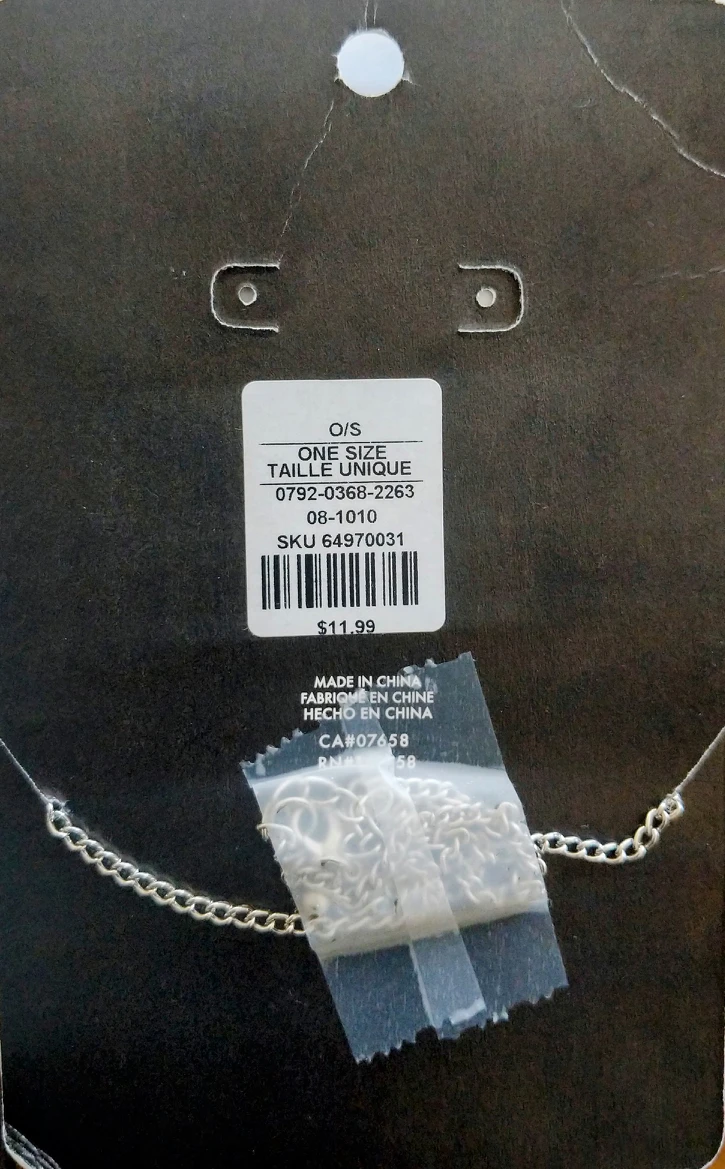 O/S
ONE SIZE
TAILLE UNIQUE
0792-0368-2263
08-1010
SKU 64970031
$11.99
MADE IN CHINA
FABRIQUÉ EN CHINE
HECHO EN CHINA
CA#07658